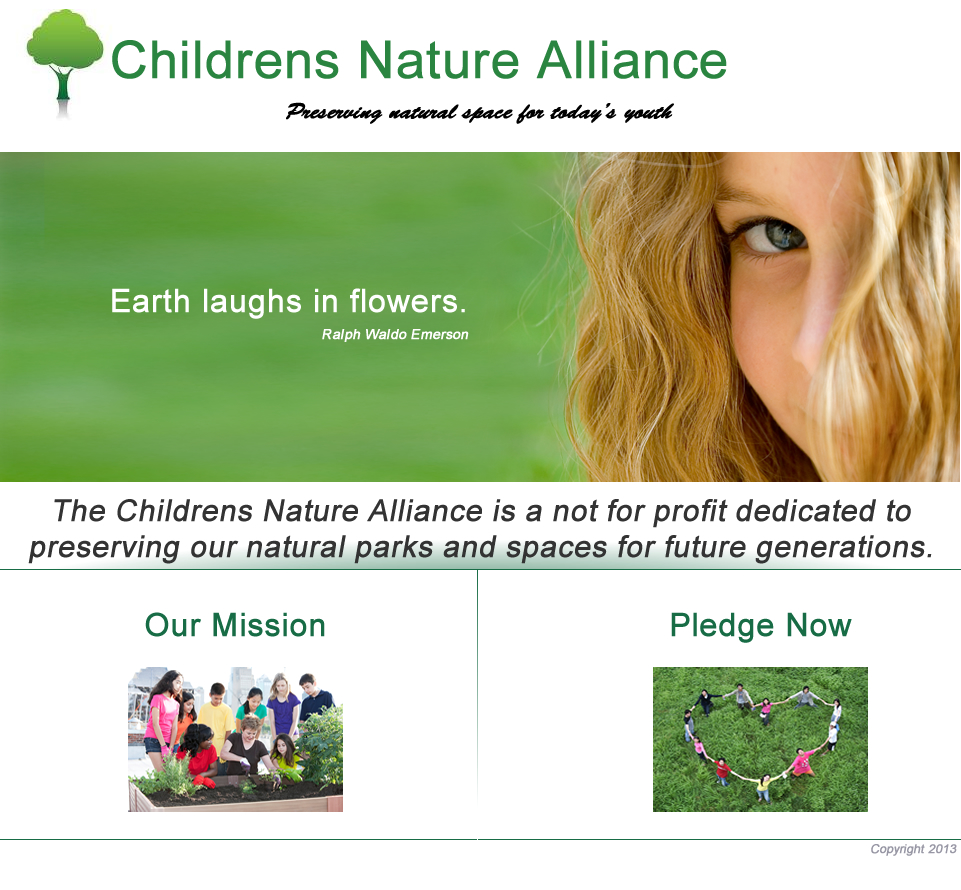 Childrens Nature Alliance
Preserving natural space for today's youth
Earth laughs in flowers.
Ralph Waldo Emerson
The Childrens Nature Alliance is a not for profit dedicated to
preserving our natural parks and spaces for future generations.
Our Mission
Pledge Now
Copyright 2013